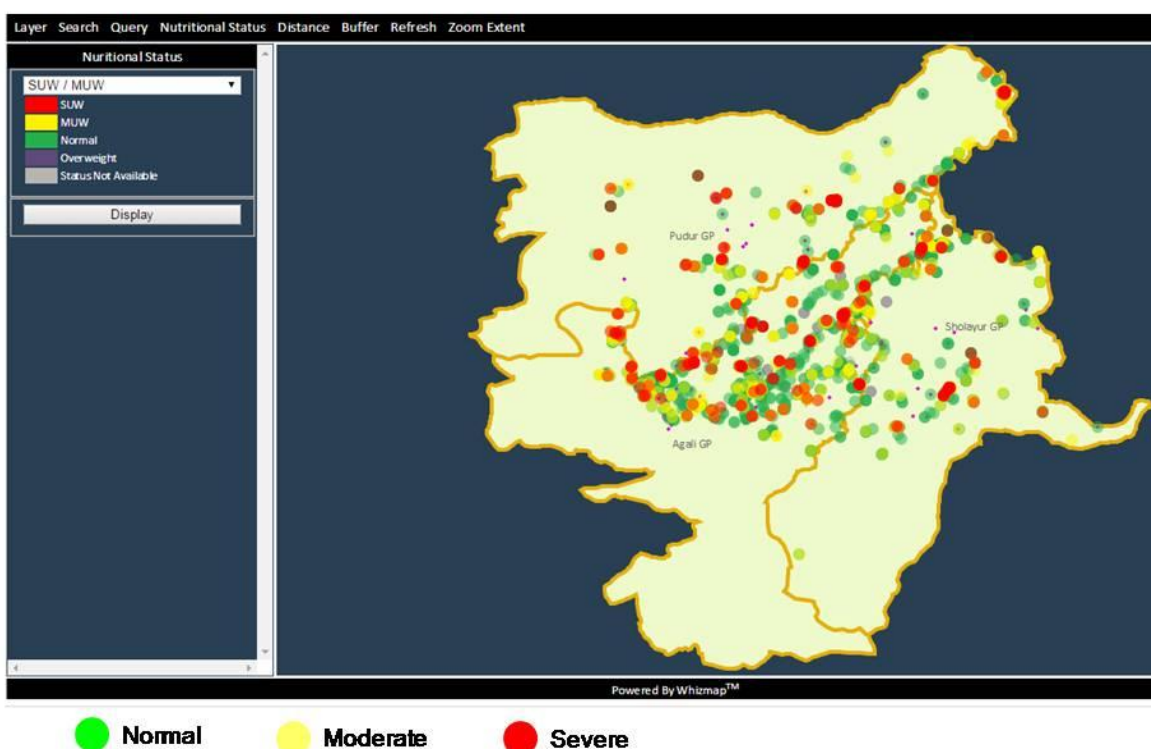 Layer Search Query Nutritional Status Distance Buffer Refresh Zoom Extent
Nuritional Status
SUW / MUW
SUW
MUW
Normal
Overweight
Status Not Available
Display
Pudur GP
Sholayur GP
Agali GP
Powered By Whizmap™
Normal Moderate Severe